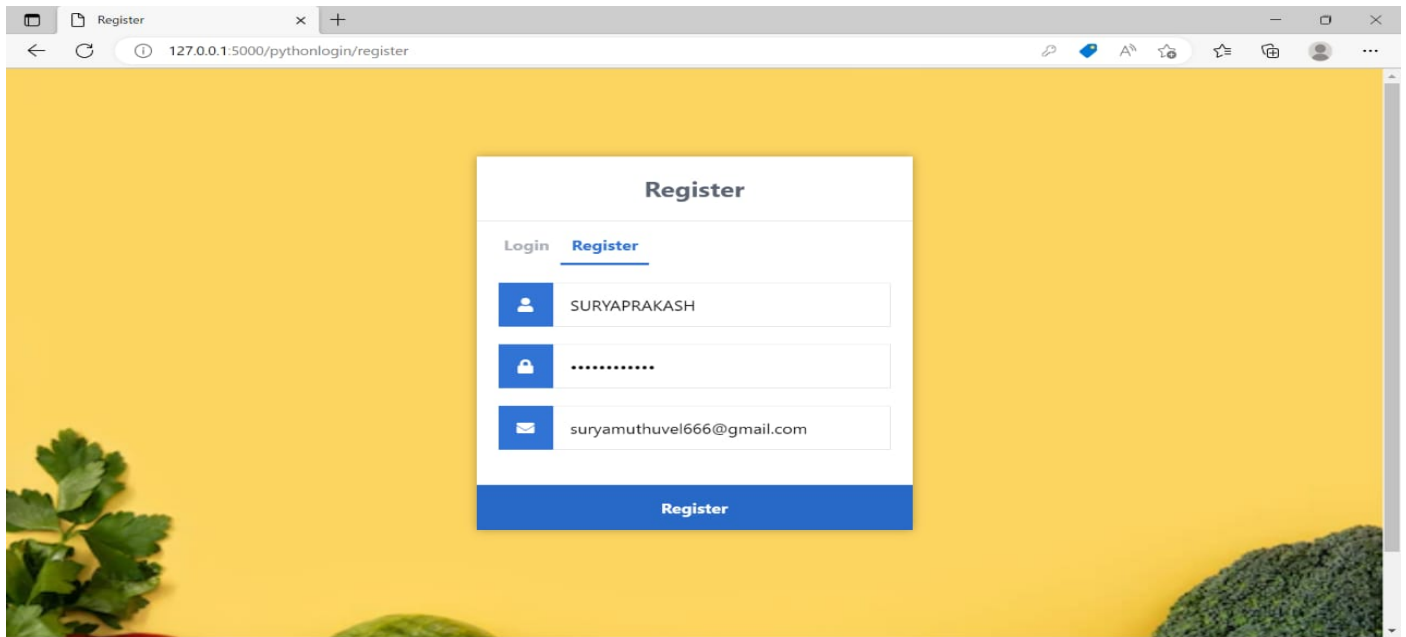 Register
127.0.0.1:5000/pythonlogin/register
Register
Login Register
SURYAPRAKASH
••••••••••••
suryamuthuvel666@gmail.com
Register